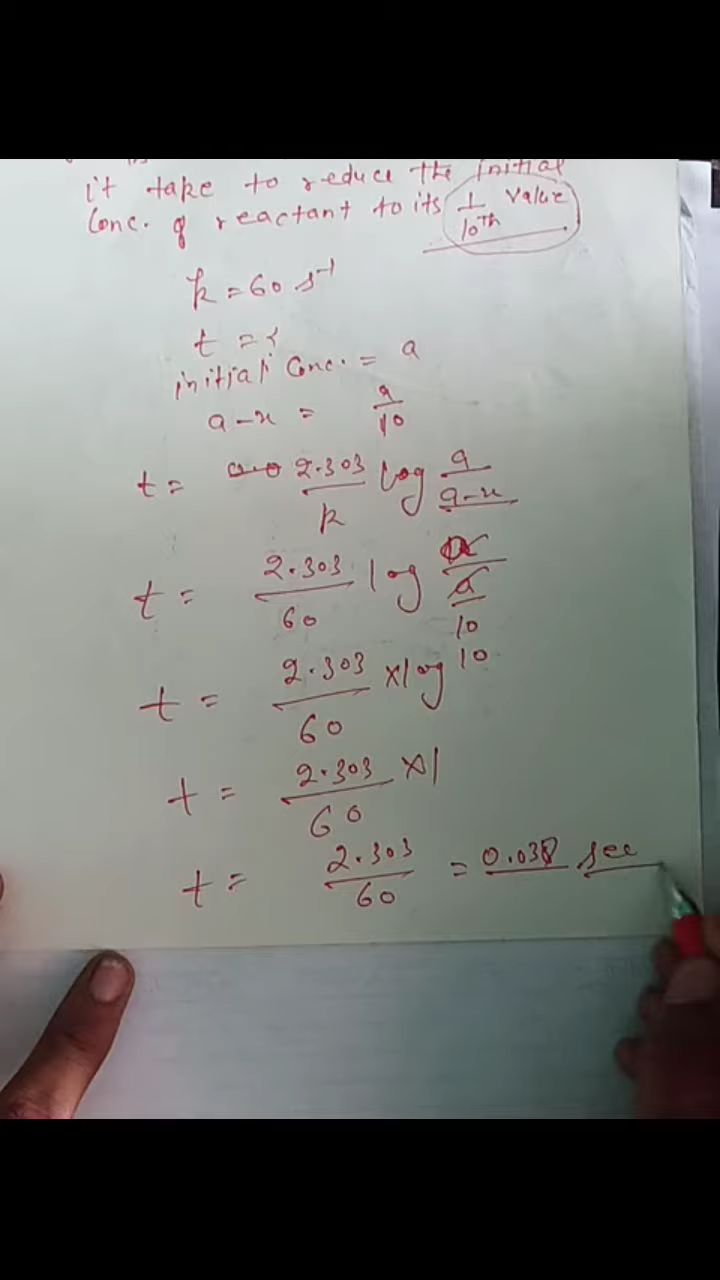 it take to reduce the initial
Conc. of reactant to its 1/10th value
k = 60 s⁻¹
t = ?
initial Conc. = a
a-x = a/10
t = 2.303/k log a/a-x
t = 2.303/60 log a/a/10
t = 2.303/60 × log 10
t = 2.303/60 ×1
t = 2.303/60 = 0.038 sec